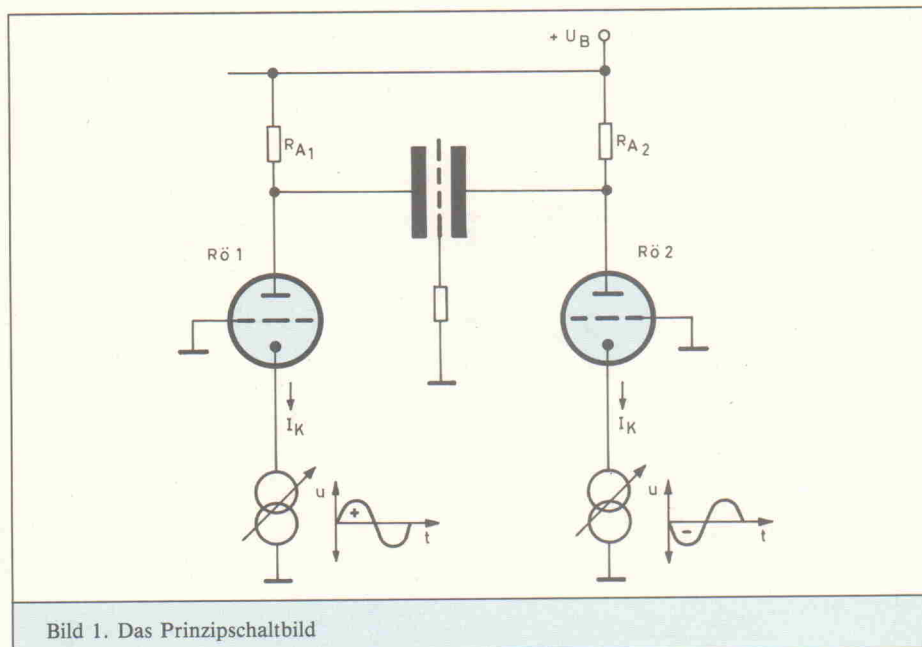 + U_B
R_A1
R_A2
Rö 1
Rö 2
I_K
I_K
u
+
t
u
-
t
Bild 1. Das Prinzipschaltbild